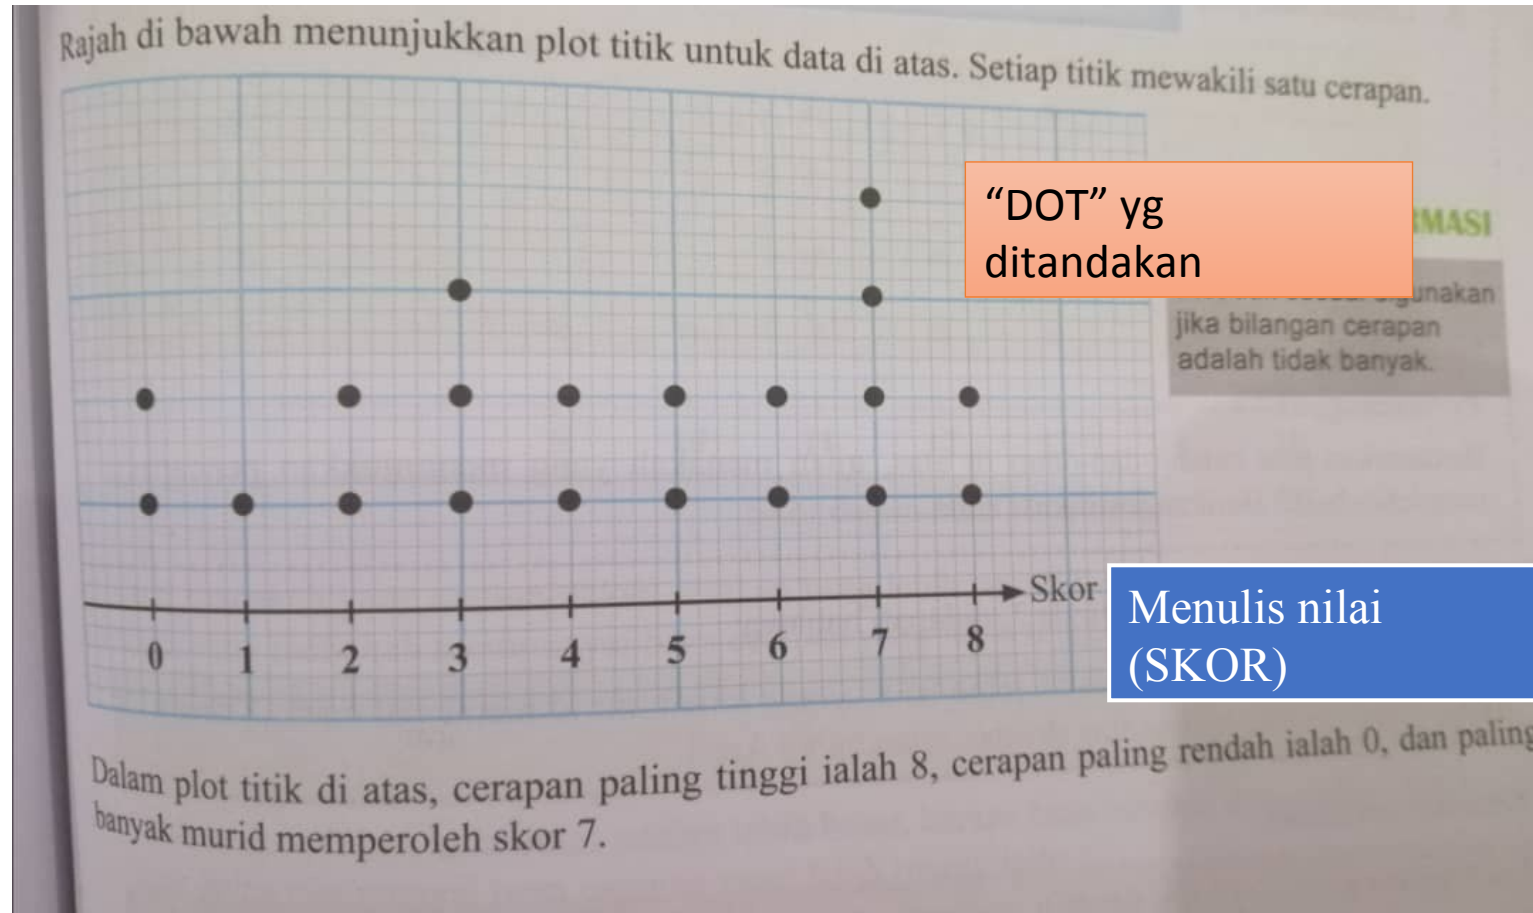 Rajah di bawah menunjukkan plot titik untuk data di atas. Setiap titik mewakili satu cerapan.
“DOT” yg
ditandakan
MASI
unakan
jika bilangan cerapan
adalah tidak banyak.
Skor
0 1 2 3 4 5 6 7 8
Menulis nilai
(SKOR)
Dalam plot titik di atas, cerapan paling tinggi ialah 8, cerapan paling rendah ialah 0, dan paling
banyak murid memperoleh skor 7.